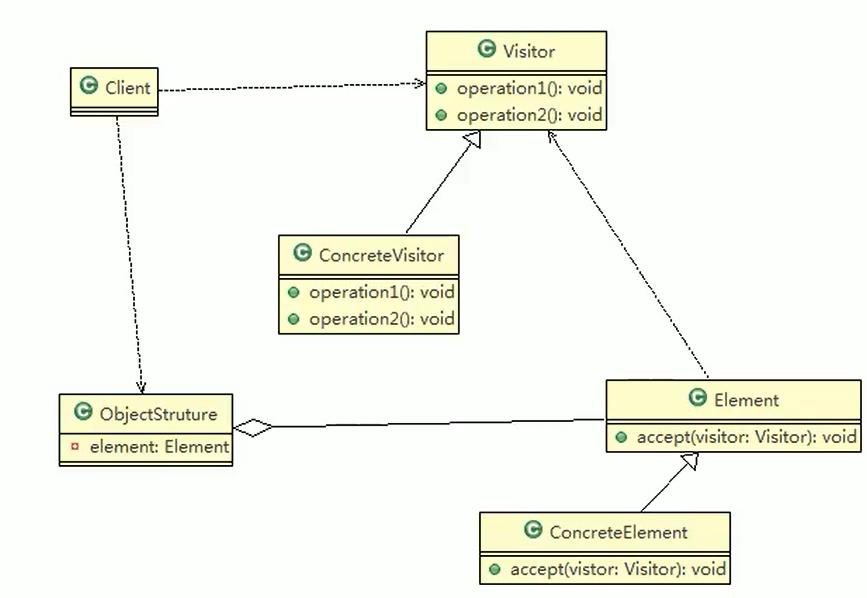 Visitor
operation1(): void
operation2(): void
Client
ConcreteVisitor
operation1(): void
operation2(): void
ObjectStruture
element: Element
Element
accept(visitor: Visitor): void
ConcreteElement
accept(vistor: Visitor): void